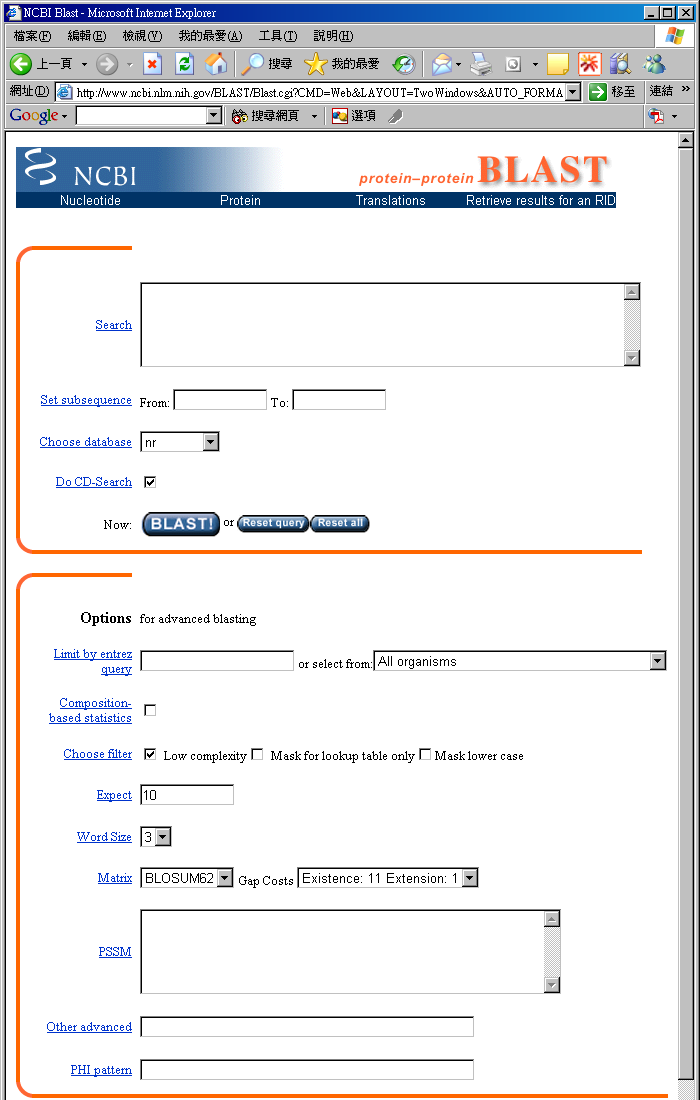 NCBI Blast - Microsoft Internet Explorer
檔案(F) 編輯(E) 檢視(V) 我的最愛(A) 工具(T) 說明(H)
上一頁 搜尋 我的最愛
網址(D) http://www.ncbi.nlm.nih.gov/BLAST/Blast.cgi?CMD=Web&LAYOUT=TwoWindows&AUTO_FORMA 移至 連結 »
Google 搜尋網頁 選項
NCBI protein–protein BLAST
Nucleotide Protein Translations Retrieve results for an RID
Search
Set subsequence From: To:
Choose database nr
Do CD-Search
Now: BLAST! or Reset query Reset all
Options for advanced blasting
Limit by entrez
query or select from: All organisms
Composition-
based statistics
Choose filter Low complexity Mask for lookup table only Mask lower case
Expect 10
Word Size 3
Matrix BLOSUM62 Gap Costs Existence: 11 Extension: 1
PSSM
Other advanced
PHI pattern